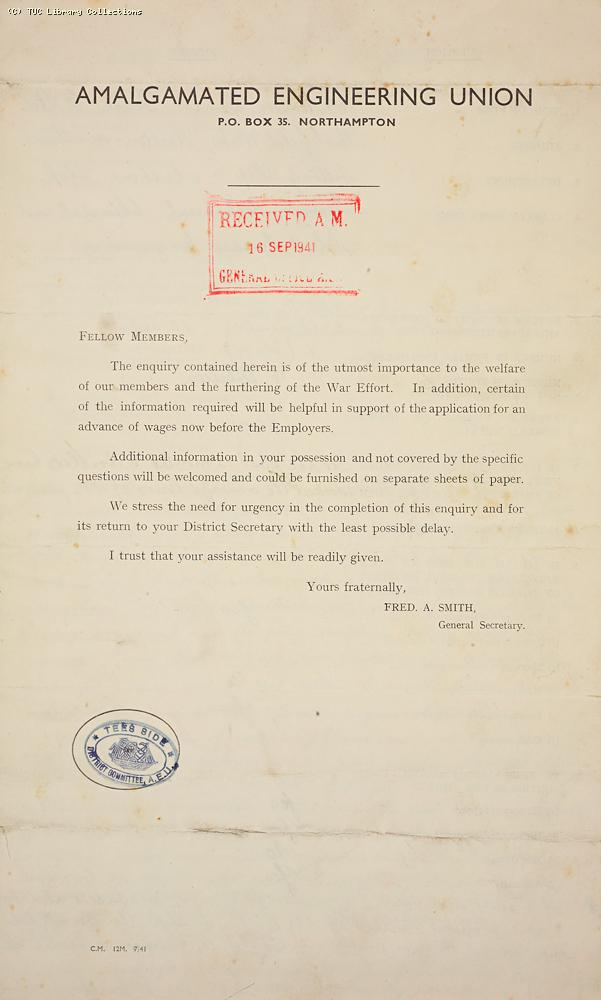 (C) TUC Library Collections
AMALGAMATED ENGINEERING UNION
P.O. BOX 35. NORTHAMPTON
RECEIVED A M.
16 SEP 1941
GENERAL
FELLOW MEMBERS,
The enquiry contained herein is of the utmost importance to the welfare
of our members and the furthering of the War Effort. In addition, certain
of the information required will be helpful in support of the application for an
advance of wages now before the Employers.
Additional information in your possession and not covered by the specific
questions will be welcomed and could be furnished on separate sheets of paper.
We stress the need for urgency in the completion of this enquiry and for
its return to your District Secretary with the least possible delay.
I trust that your assistance will be readily given.
Yours fraternally,
FRED. A. SMITH,
General Secretary.
★ TEES SIDE ★
DISTRICT COMMITTEE, A.E.U.
C.M. 12M. 7/41